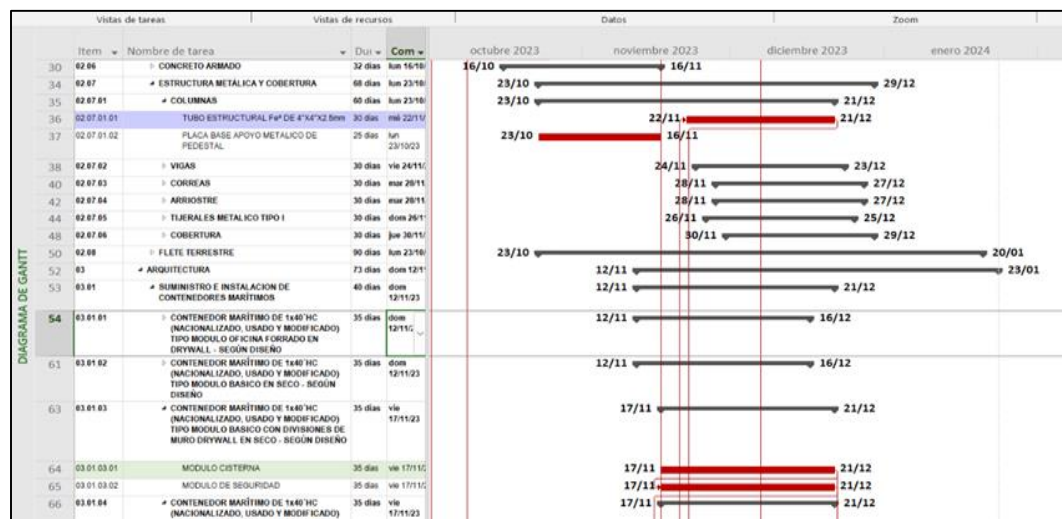 Vistas de tareas Vistas de recursos Datos Zoom
Item Nombre de tarea Dur Com octubre 2023 noviembre 2023 diciembre 2023 enero 2024
30 02.06 CONCRETO ARMADO 32 días lun 16/10/ 16/10 16/11
34 02.07 ESTRUCTURA METÁLICA Y COBERTURA 68 días lun 23/10/ 23/10 29/12
35 02.07.01 COLUMNAS 60 días lun 23/10/ 23/10 21/12
36 02.07.01.01 TUBO ESTRUCTURAL Feº DE 4"X4"X2.5mm 30 días mié 22/11/ 22/11 21/12
37 02.07.01.02 PLACA BASE APOYO METALICO DE 25 días lun 23/10 16/11
PEDESTAL 23/10/23
38 02.07.02 VIGAS 30 días vie 24/11/ 24/11 23/12
40 02.07.03 CORREAS 30 días mar 28/11 28/11 27/12
42 02.07.04 ARRIOSTRE 30 días mar 28/11 28/11 27/12
44 02.07.05 TIJERALES METALICO TIPO I 30 días dom 26/1 26/11 25/12
48 02.07.06 COBERTURA 30 días jue 30/11/ 30/11 29/12
50 02.08 FLETE TERRESTRE 90 días lun 23/10/ 23/10 20/01
52 03 ARQUITECTURA 73 días dom 12/1 12/11 23/01
53 03.01 SUMINISTRO E INSTALACION DE 40 días dom 12/11 21/12
CONTENEDORES MARÍTIMOS 12/11/23
54 03.01.01 CONTENEDOR MARÍTIMO DE 1x40´HC 35 días dom 12/11 16/12
(NACIONALIZADO, USADO Y MODIFICADO) 12/11/2
TIPO MODULO OFICINA FORRADO EN
DRYWALL - SEGÚN DISEÑO
61 03.01.02 CONTENEDOR MARÍTIMO DE 1x40´HC 35 días dom 12/11 16/12
(NACIONALIZADO, USADO Y MODIFICADO) 12/11/23
TIPO MODULO BASICO EN SECO - SEGÚN
DISEÑO
63 03.01.03 CONTENEDOR MARÍTIMO DE 1x40´HC 35 días vie 17/11 21/12
(NACIONALIZADO, USADO Y MODIFICADO) 17/11/23
TIPO MODULO BASICO CON DIVISIONES DE
MURO DRYWALL EN SECO - SEGÚN DISEÑO
64 03.01.03.01 MODULO CISTERNA 35 días vie 17/11/2 17/11 21/12
65 03.01.03.02 MODULO DE SEGURIDAD 35 días vie 17/11/2 17/11 21/12
66 03.01.04 CONTENEDOR MARÍTIMO DE 1x40´HC 35 días vie 17/11 21/12
(NACIONALIZADO, USADO Y MODIFICADO) 17/11/23
DIAGRAMA DE GANTT